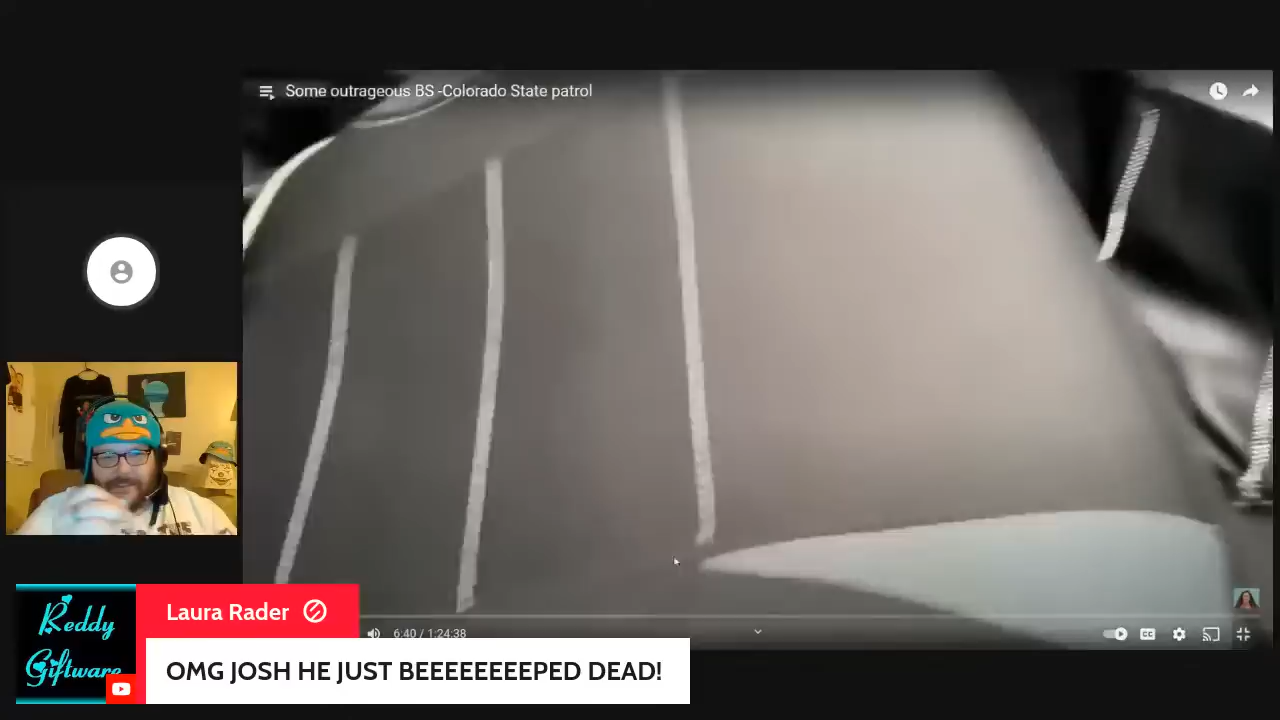 Some outrageous BS -Colorado State patrol
6:40 / 1:24:38
CC
Reddy
Giftware
Laura Rader
OMG JOSH HE JUST BEEEEEEEEPED DEAD!